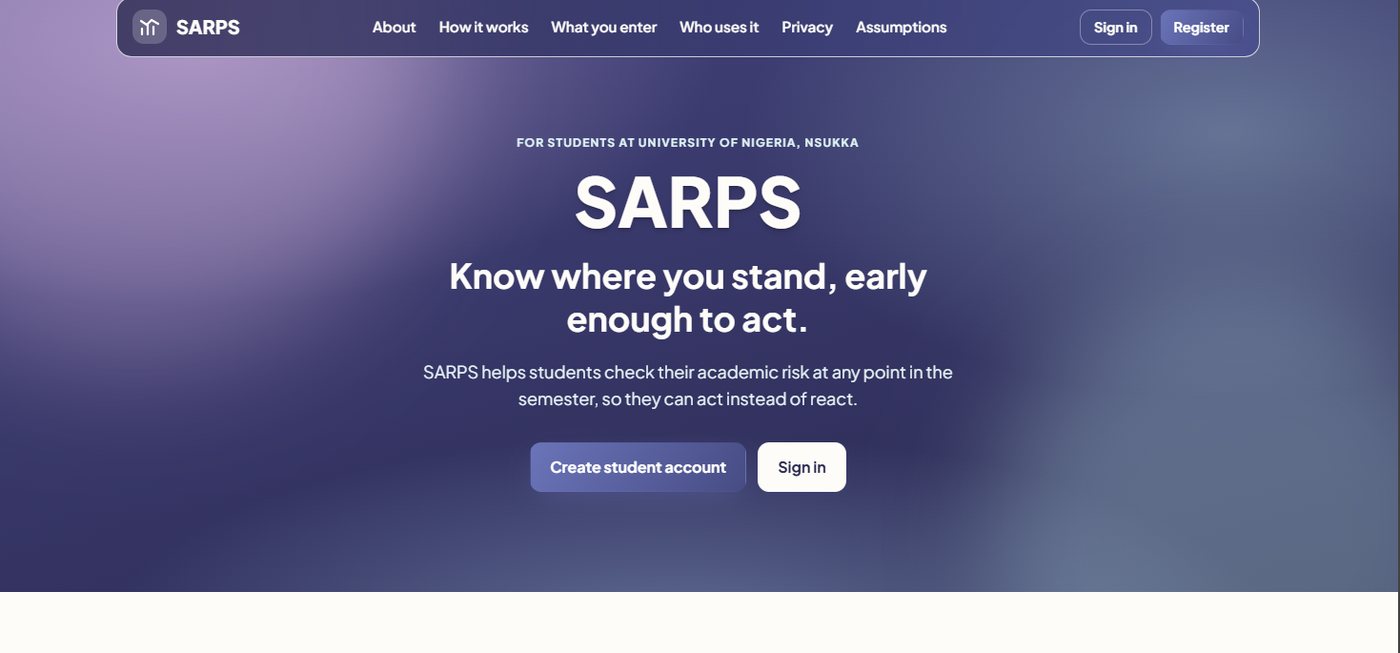 SARPS
About
How it works
What you enter
Who uses it
Privacy
Assumptions
Sign in
Register
FOR STUDENTS AT UNIVERSITY OF NIGERIA, NSUKKA
SARPS
Know where you stand, early
enough to act.
SARPS helps students check their academic risk at any point in the
semester, so they can act instead of react.
Create student account
Sign in